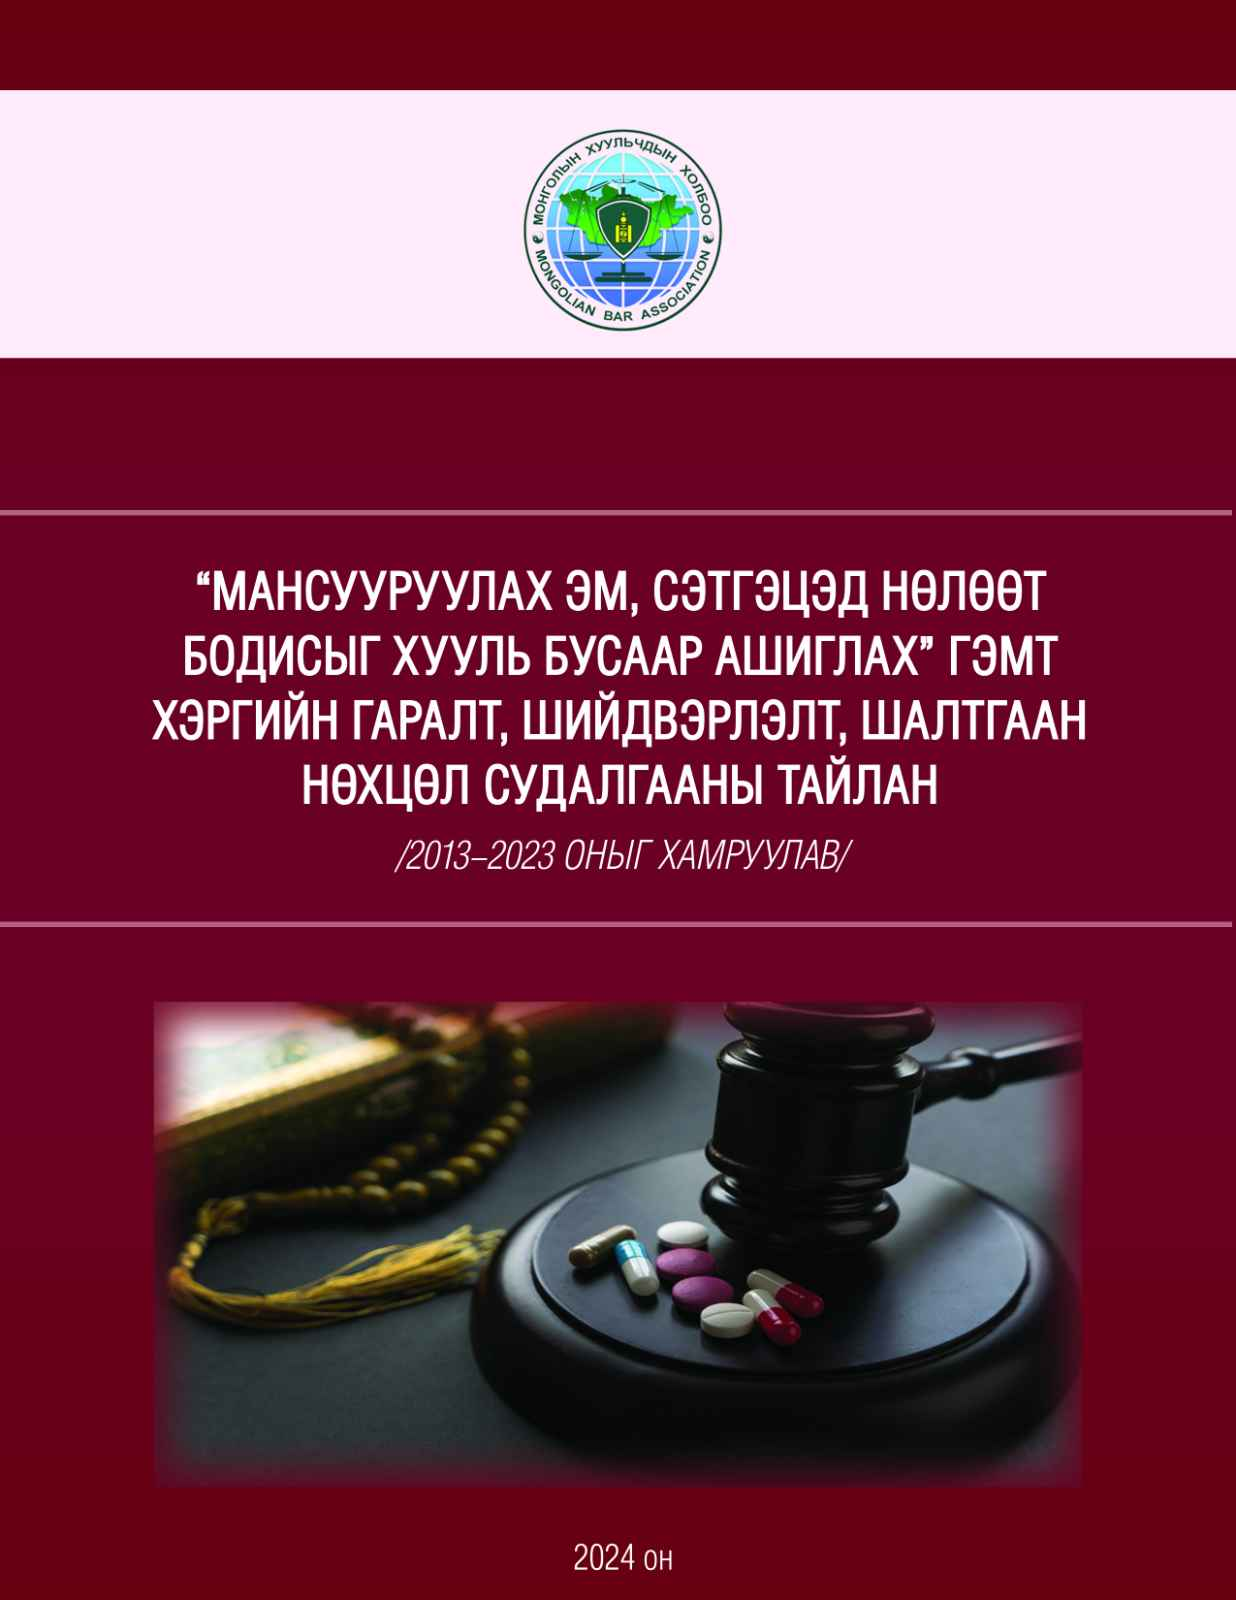 МОНГОЛЫН ХУУЛЬЧДЫН ХОЛБОО
MONGOLIAN BAR ASSOCIATION
“МАНСУУРУУЛАХ ЭМ, СЭТГЭЦЭД НӨЛӨӨТ
БОДИСЫГ ХУУЛЬ БУСААР АШИГЛАХ” ГЭМТ
ХЭРГИЙН ГАРАЛТ, ШИЙДВЭРЛЭЛТ, ШАЛТГААН
НӨХЦӨЛ СУДАЛГААНЫ ТАЙЛАН
/2013–2023 ОНЫГ ХАМРУУЛАВ/
2024 он